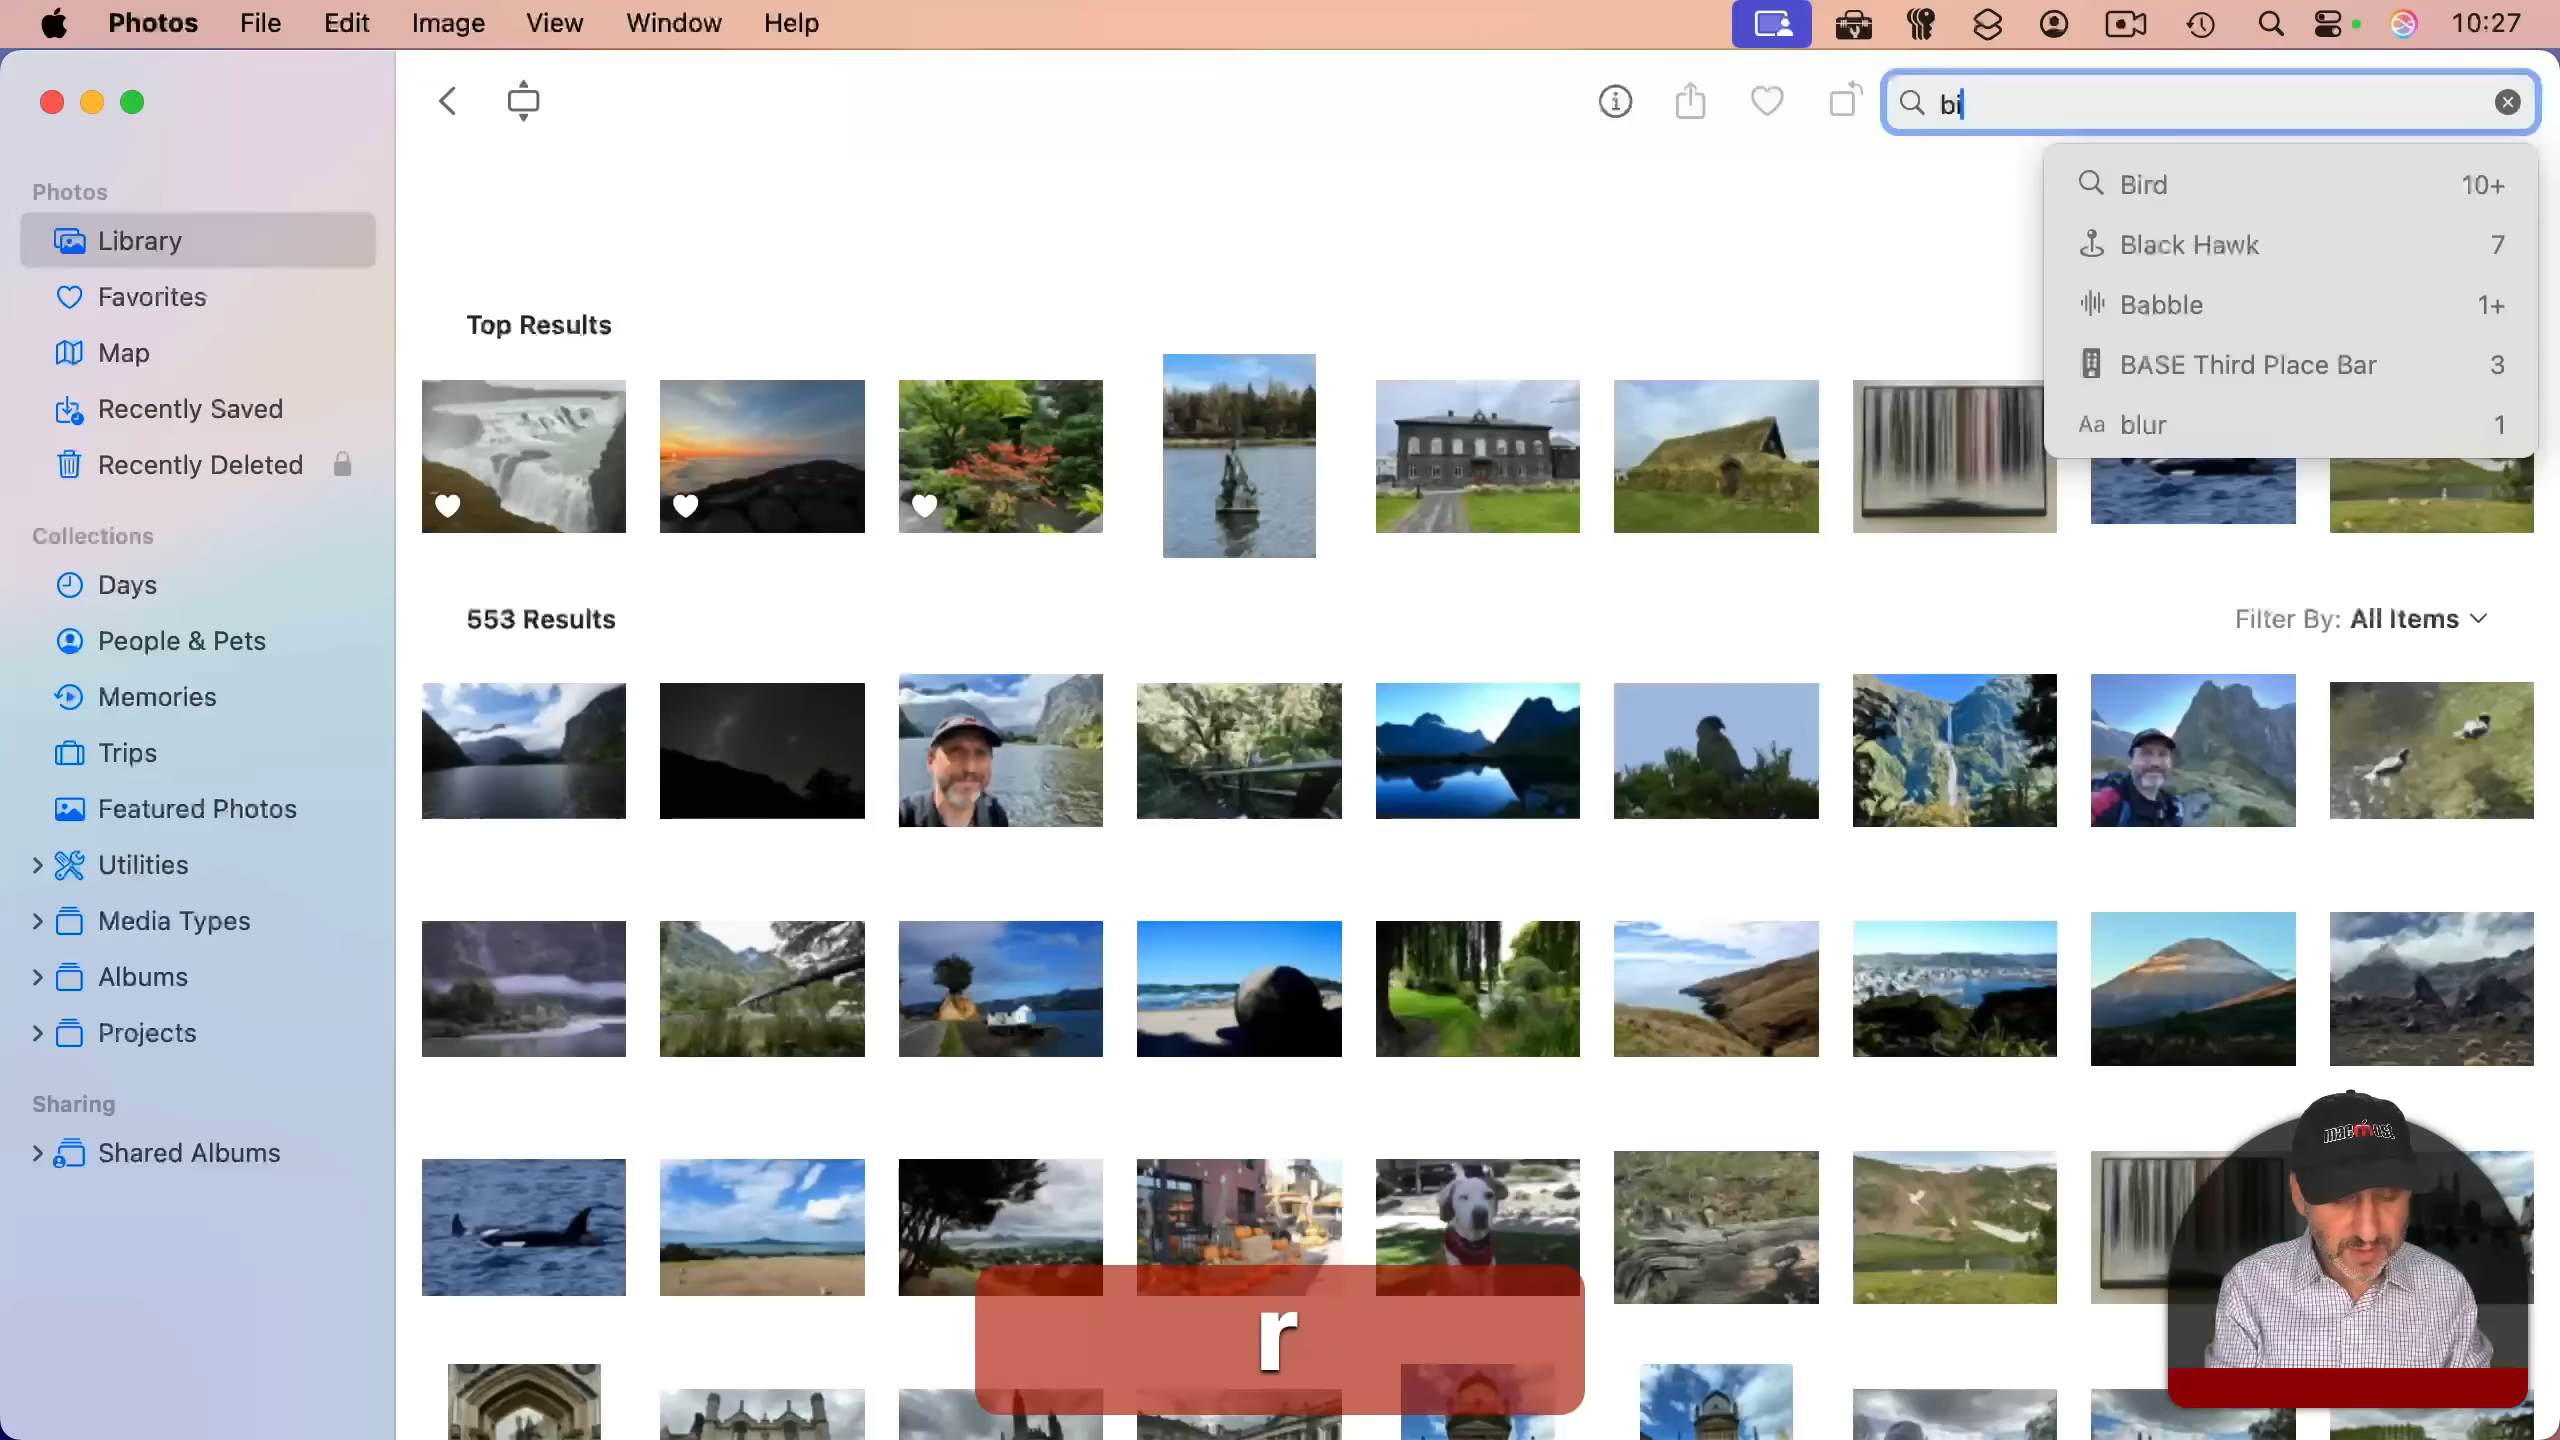 Photos File Edit Image View Window Help 10:27
bi
Bird 10+
Black Hawk 7
Babble 1+
BASE Third Place Bar 3
Aa blur 1
Photos
Library
Favorites
Map
Recently Saved
Recently Deleted
Collections
Days
People & Pets
Memories
Trips
Featured Photos
Utilities
Media Types
Albums
Projects
Sharing
Shared Albums
Top Results
553 Results
Filter By: All Items
macmost
r